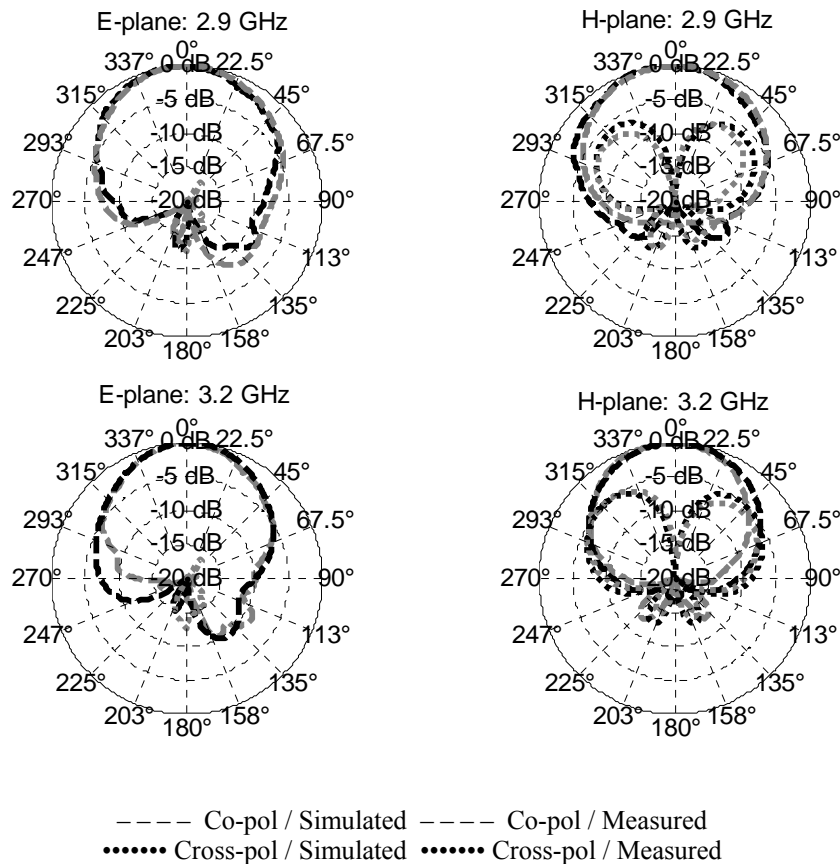 E-plane: 2.9 GHz
0°
337° 0 dB 22.5°
315° -5 dB 45°
293° -10 dB 67.5°
-15 dB
270° -20 dB 90°
247° 113°
225° 135°
203° 158°
180°
H-plane: 2.9 GHz
0°
337° 0 dB 22.5°
315° -5 dB 45°
293° -10 dB 67.5°
-15 dB
270° -20 dB 90°
247° 113°
225° 135°
203° 158°
180°
E-plane: 3.2 GHz
0°
337° 0 dB 22.5°
315° -5 dB 45°
293° -10 dB 67.5°
-15 dB
270° -20 dB 90°
247° 113°
225° 135°
203° 158°
180°
H-plane: 3.2 GHz
0°
337° 0 dB 22.5°
315° -5 dB 45°
293° -10 dB 67.5°
-15 dB
270° -20 dB 90°
247° 113°
225° 135°
203° 158°
180°
Co-pol / Simulated Co-pol / Measured
Cross-pol / Simulated Cross-pol / Measured